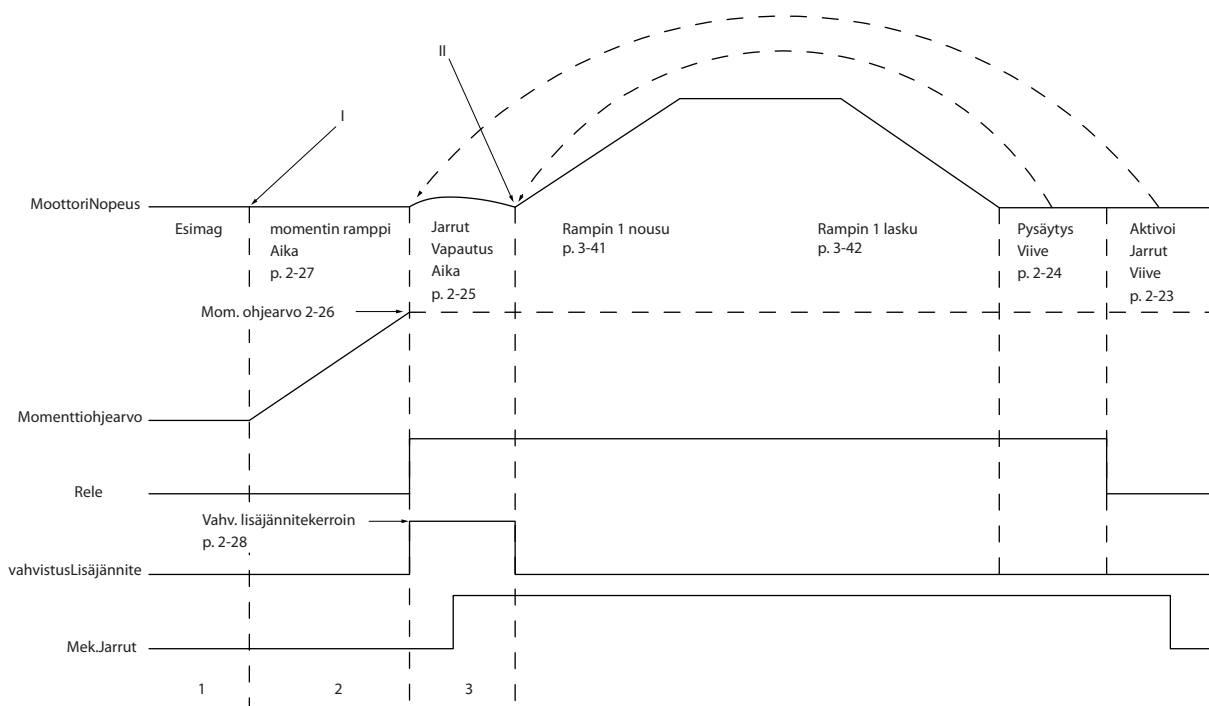 II
I
MoottoriNopeus
Esimag
momentin ramppi
Aika
p. 2-27
Jarrut
Vapautus
Aika
p. 2-25
Rampin 1 nousu
p. 3-41
Rampin 1 lasku
p. 3-42
Pysäytys
Viive
p. 2-24
Aktivoi
Jarrut
Viive
p. 2-23
Mom. ohjearvo 2-26
Momenttiohjearvo
Rele
Vahv. lisäjännitekerroin
p. 2-28
vahvistusLisäjännite
Mek.Jarrut
1
2
3